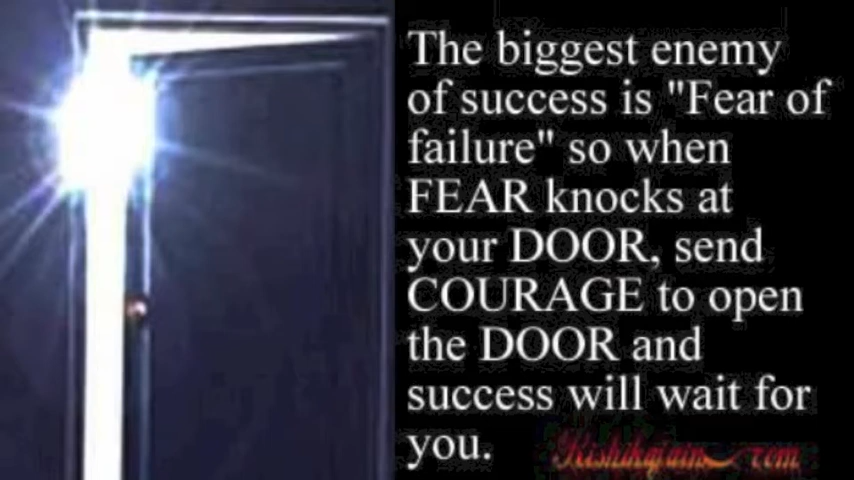 The biggest enemy
of success is "Fear of
failure" so when
FEAR knocks at
your DOOR, send
COURAGE to open
the DOOR and
success will wait for
you.